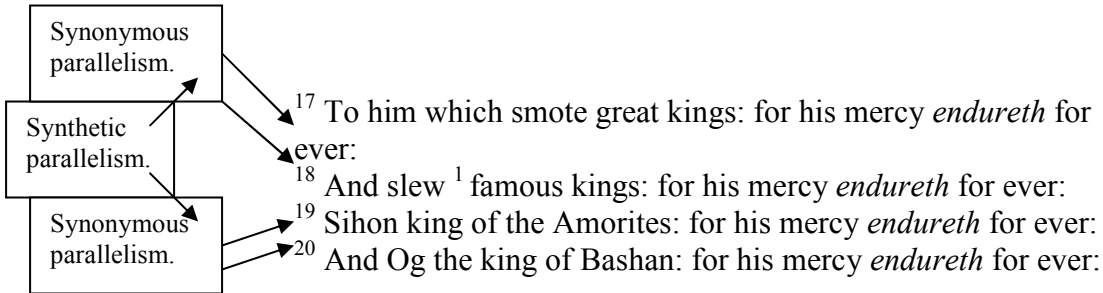 Synonymous
parallelism.
Synthetic
parallelism.
Synonymous
parallelism.
17 To him which smote great kings: for his mercy endureth for
ever:
18 And slew 1 famous kings: for his mercy endureth for ever:
19 Sihon king of the Amorites: for his mercy endureth for ever:
20 And Og the king of Bashan: for his mercy endureth for ever: